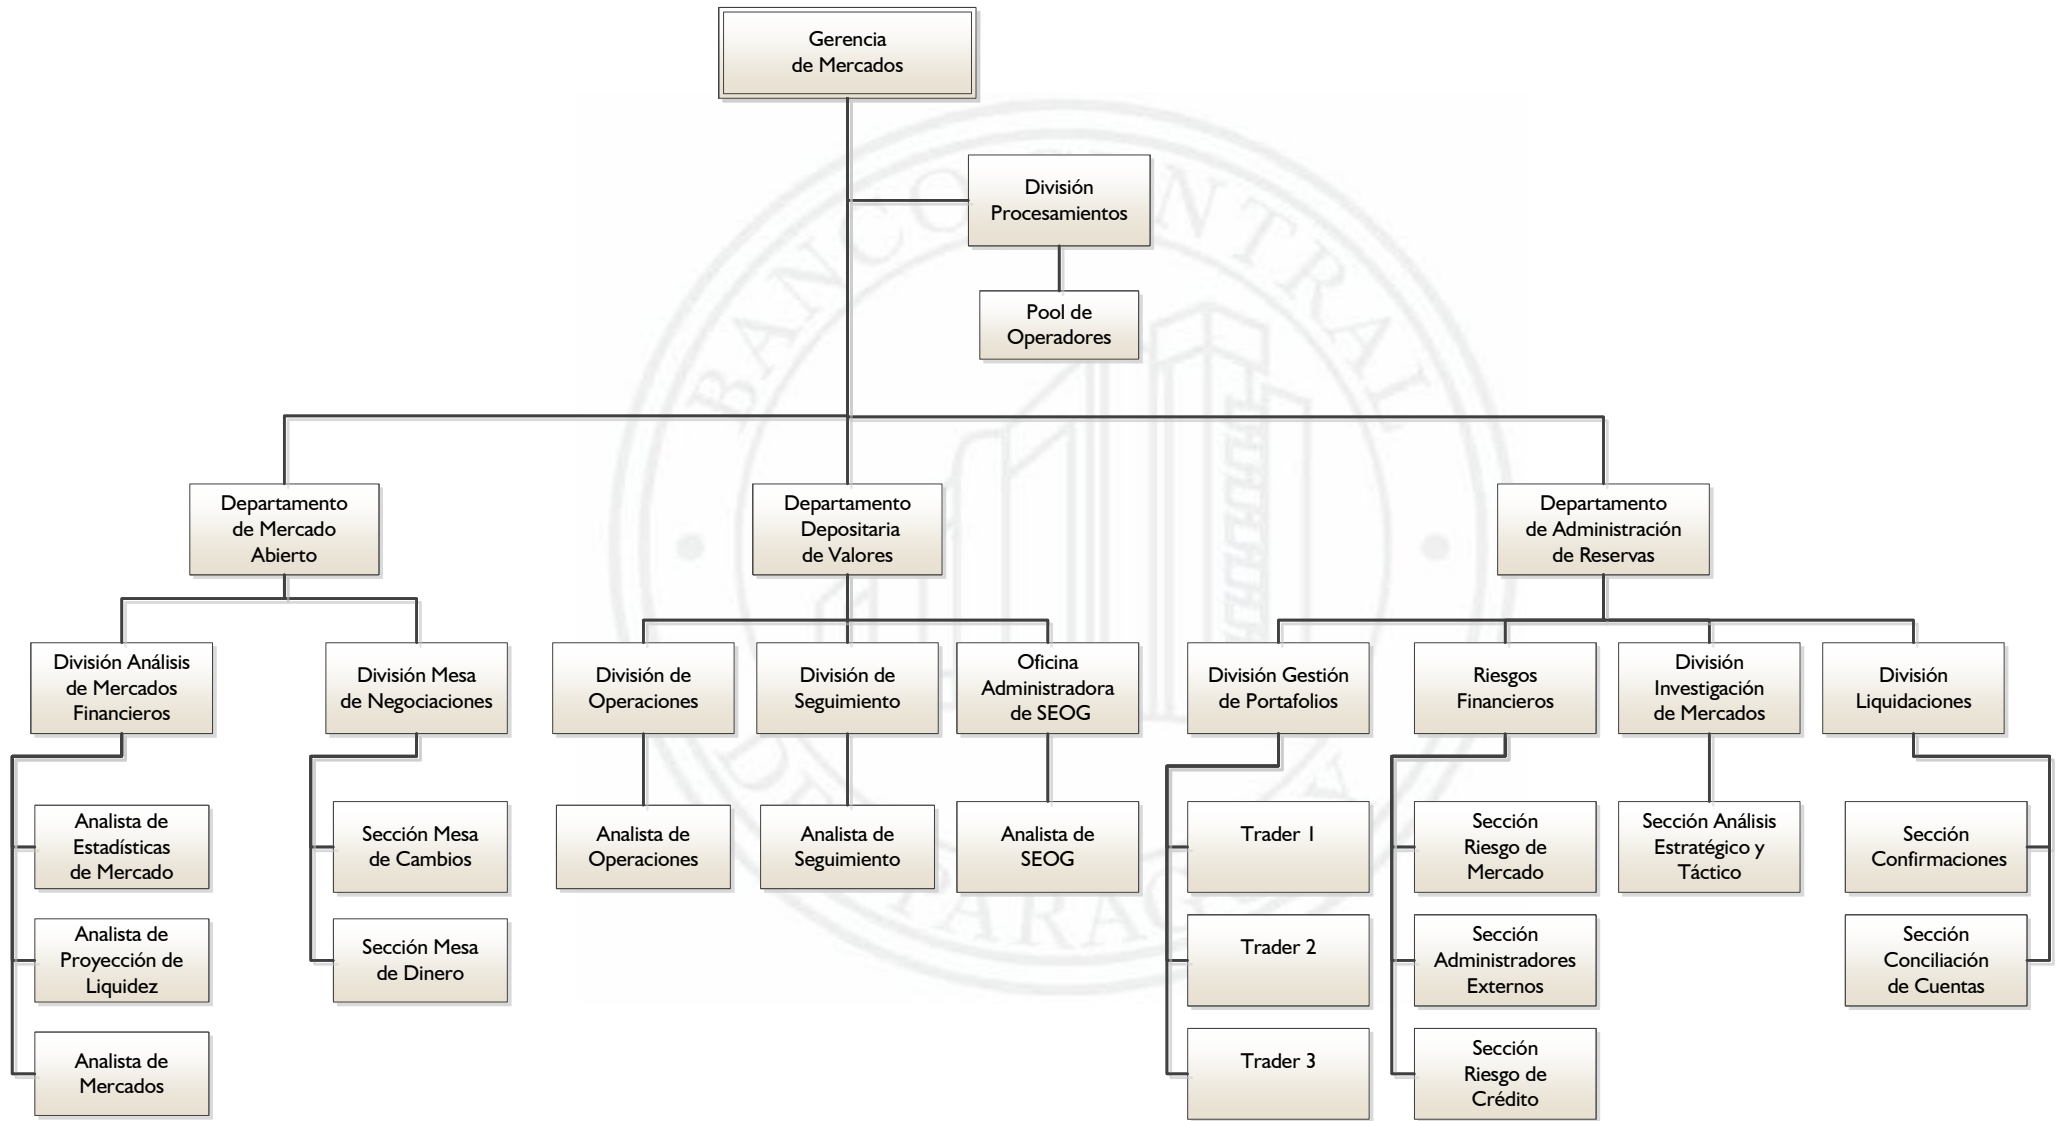 Gerencia
de Mercados
División
Procesamientos
Pool de
Operadores
Departamento
de Mercado
Abierto
Departamento
Depositaria
de Valores
Departamento
de Administración
de Reservas
División Análisis
de Mercados
Financieros
División Mesa
de Negociaciones
División de
Operaciones
División de
Seguimiento
Oficina
Administradora
de SEOG
División Gestión
de Portafolios
Riesgos
Financieros
División
Investigación
de Mercados
División
Liquidaciones
Analista de
Estadísticas
de Mercado
Sección Mesa
de Cambios
Analista de
Operaciones
Analista de
Seguimiento
Analista de
SEOG
Trader 1
Sección
Riesgo de
Mercado
Sección Análisis
Estratégico y
Táctico
Sección
Confirmaciones
Analista de
Proyección de
Liquidez
Sección Mesa
de Dinero
Trader 2
Sección
Administradores
Externos
Sección
Conciliación
de Cuentas
Analista de
Mercados
Trader 3
Sección
Riesgo de
Crédito
BANCO CENTRAL
DEL PARAGUAY